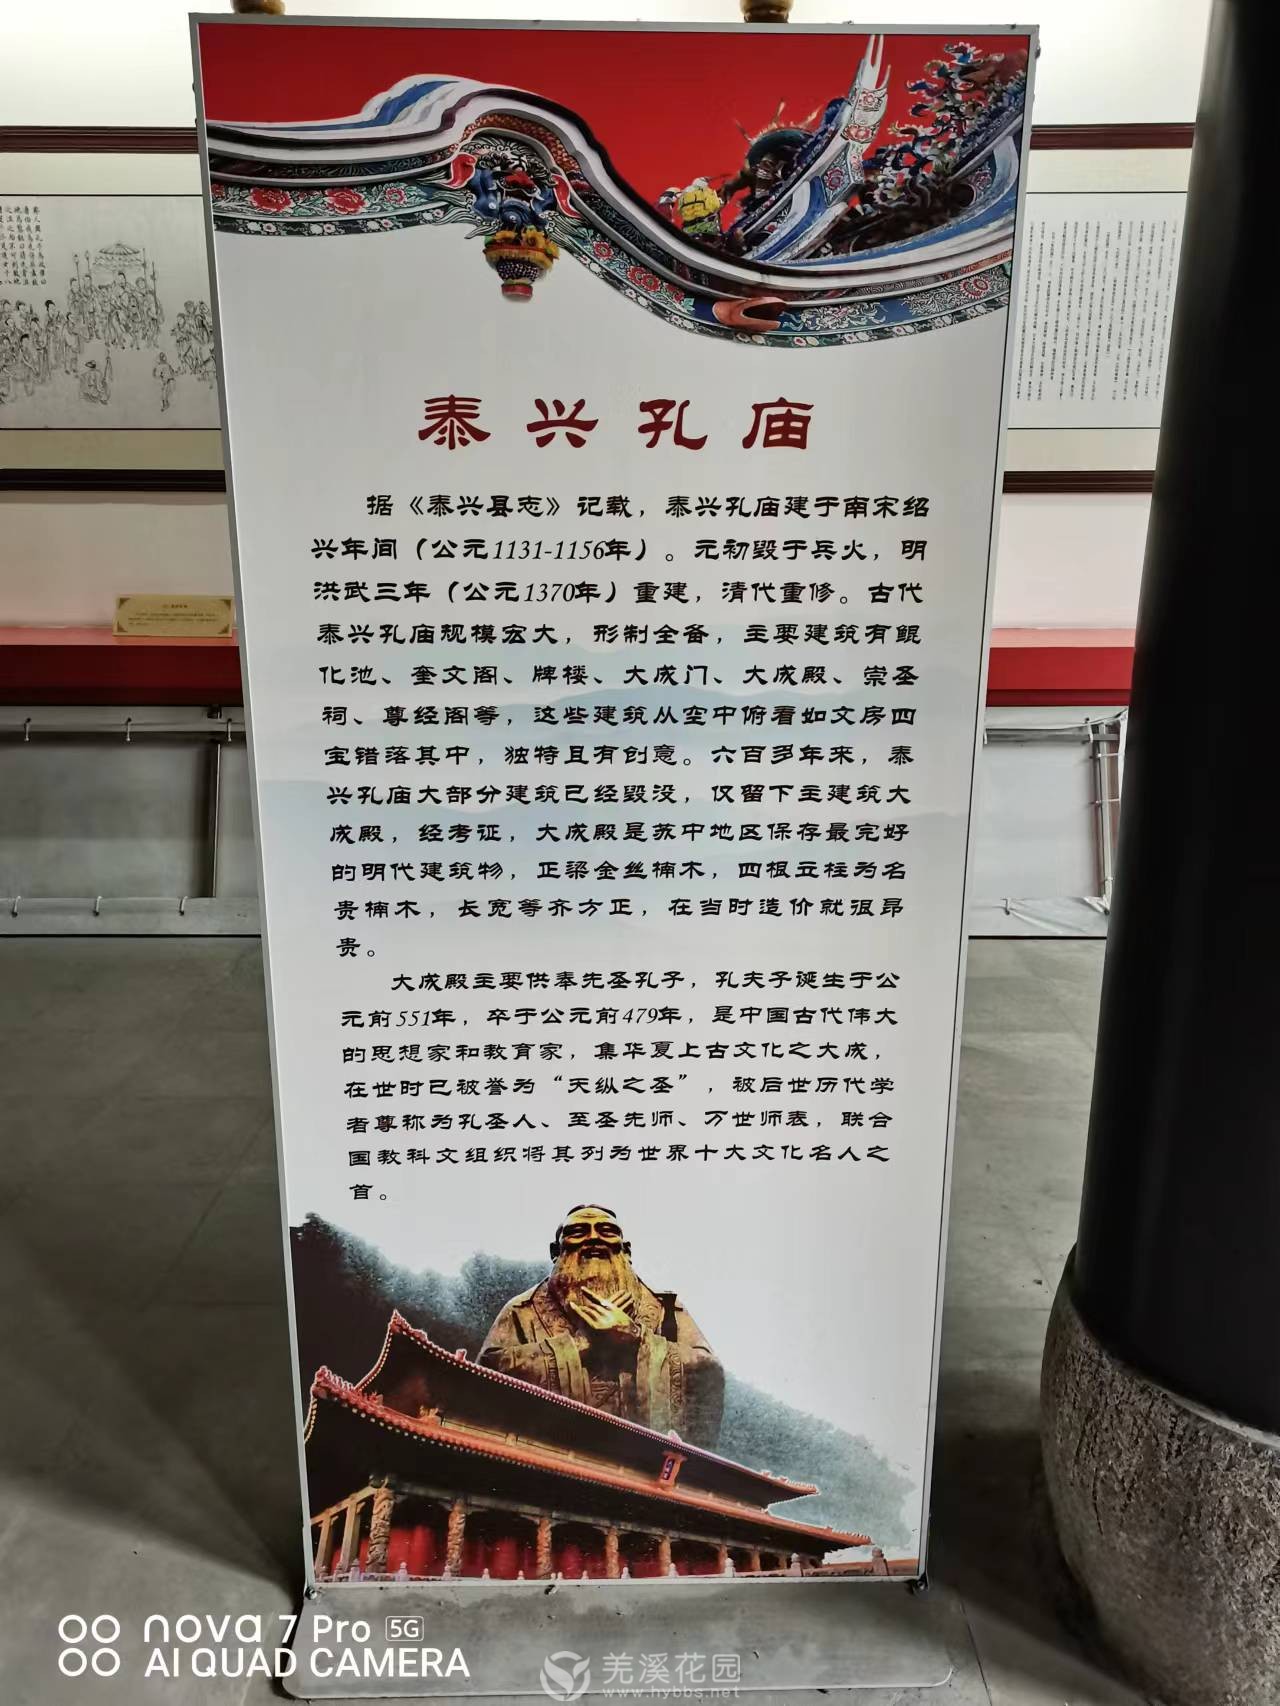 泰兴孔庙
据《泰兴县志》记载，泰兴孔庙建于南宋绍
兴年间（公元1131-1156年）。元初毁于兵火，明
洪武三年（公元1370年）重建，清代重修。古代
泰兴孔庙规模宏大，形制全备，主要建筑有鲲
化池、奎文阁、牌楼、大成门、大成殿、崇圣
祠、尊经阁等，这些建筑从空中俯看如文房四
宝错落其中，独特且有创意。六百多年来，泰
兴孔庙大部分建筑已经毁没，仅留下主建筑大
成殿，经考证，大成殿是苏中地区保存最完好
的明代建筑物，正梁金丝楠木，四根立柱为名
贵楠木，长宽等齐方正，在当时造价就很昂
贵。
大成殿主要供奉先圣孔子，孔夫子诞生于公
元前551年，卒于公元前479年，是中国古代伟大
的思想家和教育家，集华夏上古文化之大成，
在世时已被誉为“天纵之圣”，被后世历代学
者尊称为孔圣人、至圣先师、万世师表，联合
国教科文组织将其列为世界十大文化名人之
首。
nova 7 Pro 5G
AI QUAD CAMERA
羌溪花园
www.hybbs.net